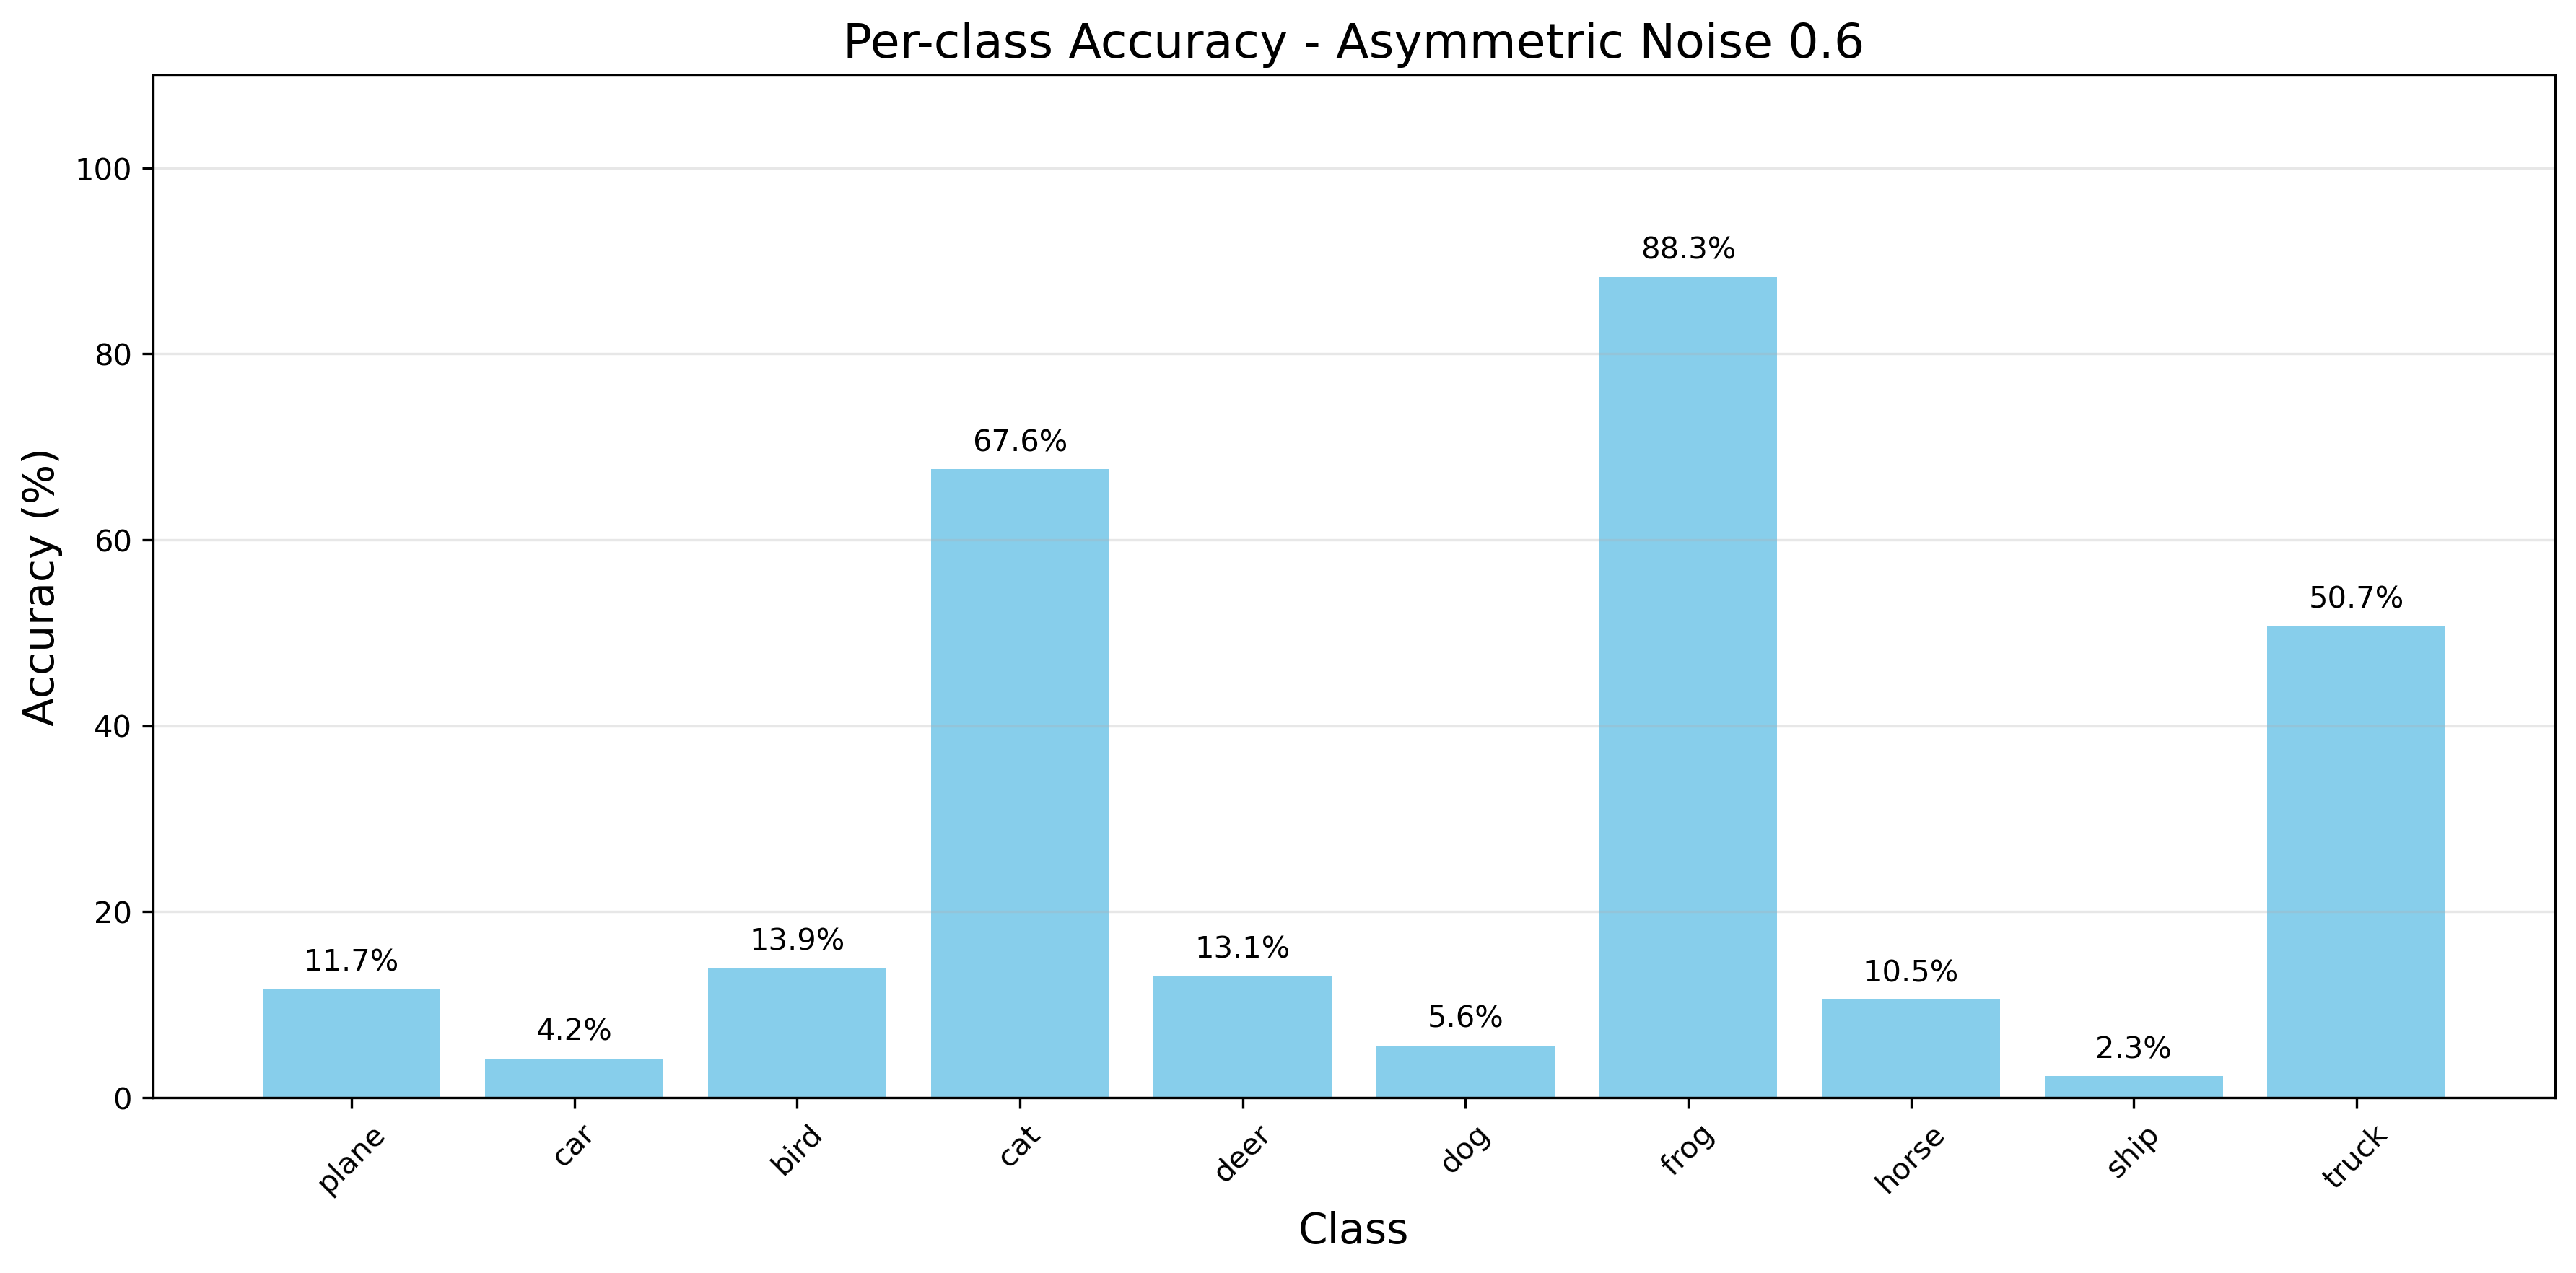 Per-class Accuracy - Asymmetric Noise 0.6
Accuracy (%)
100
80
60
40
20
0
11.7%
4.2%
13.9%
67.6%
13.1%
5.6%
88.3%
10.5%
2.3%
50.7%
plane
car
bird
cat
deer
dog
frog
horse
ship
truck
Class